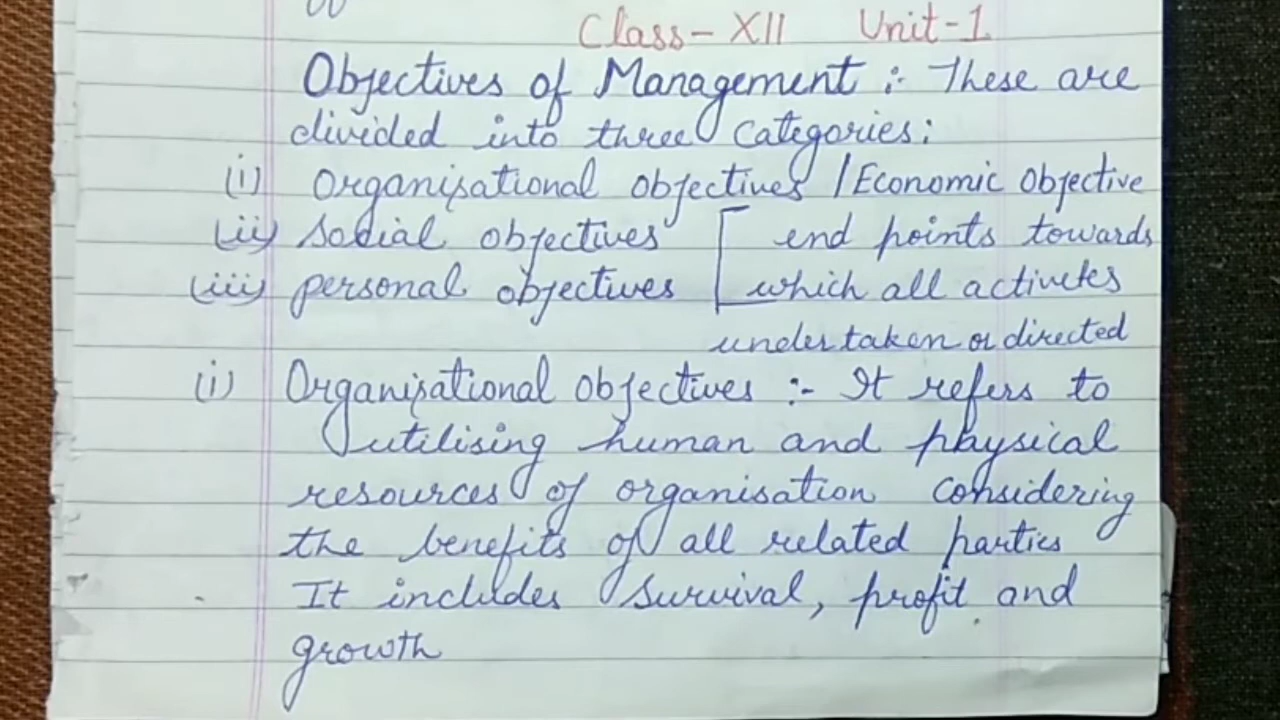 Class - XII Unit-1
Objectives of Management :- These are
divided into three categories:
(i) Organisational objectives / Economic Objective
(ii) Social objectives [ end points towards
(iii) personal objectives which all activetes
undertaken or directed
(i) Organisational objectives :- It refers to
utilising human and physical
resources of organisation considering
the benefits of all related parties
It includes survival, profit and
growth